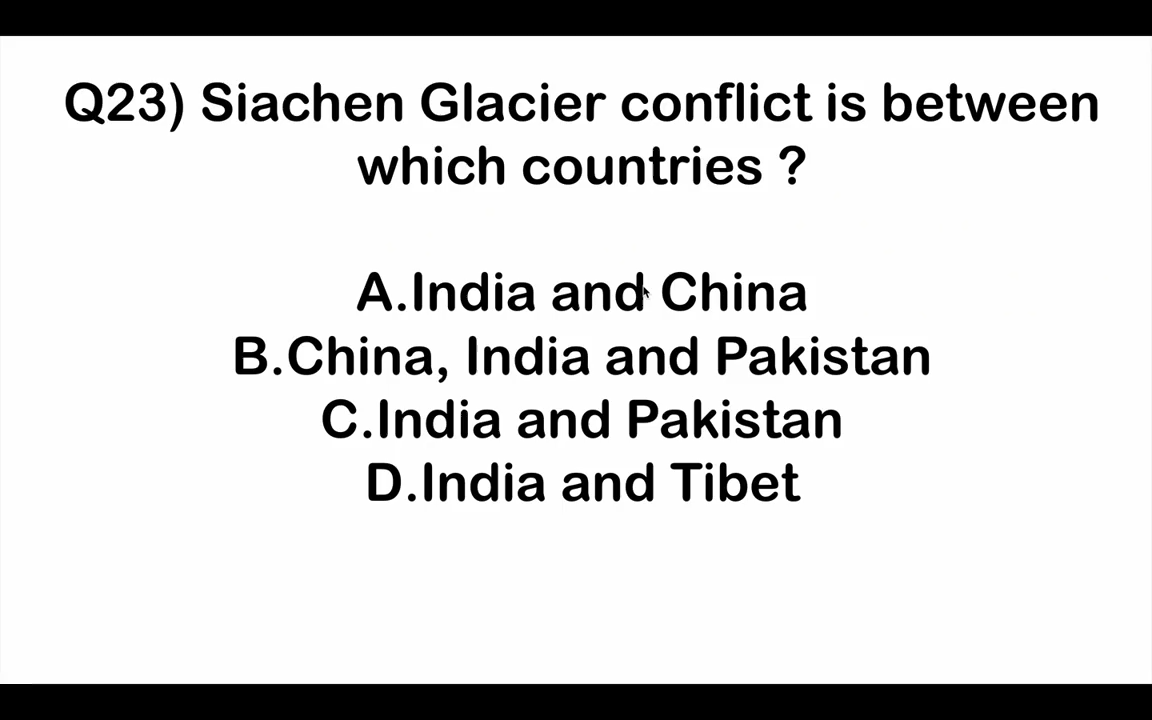 Q23) Siachen Glacier conflict is between
which countries ?
A.India and China
B.China, India and Pakistan
C.India and Pakistan
D.India and Tibet